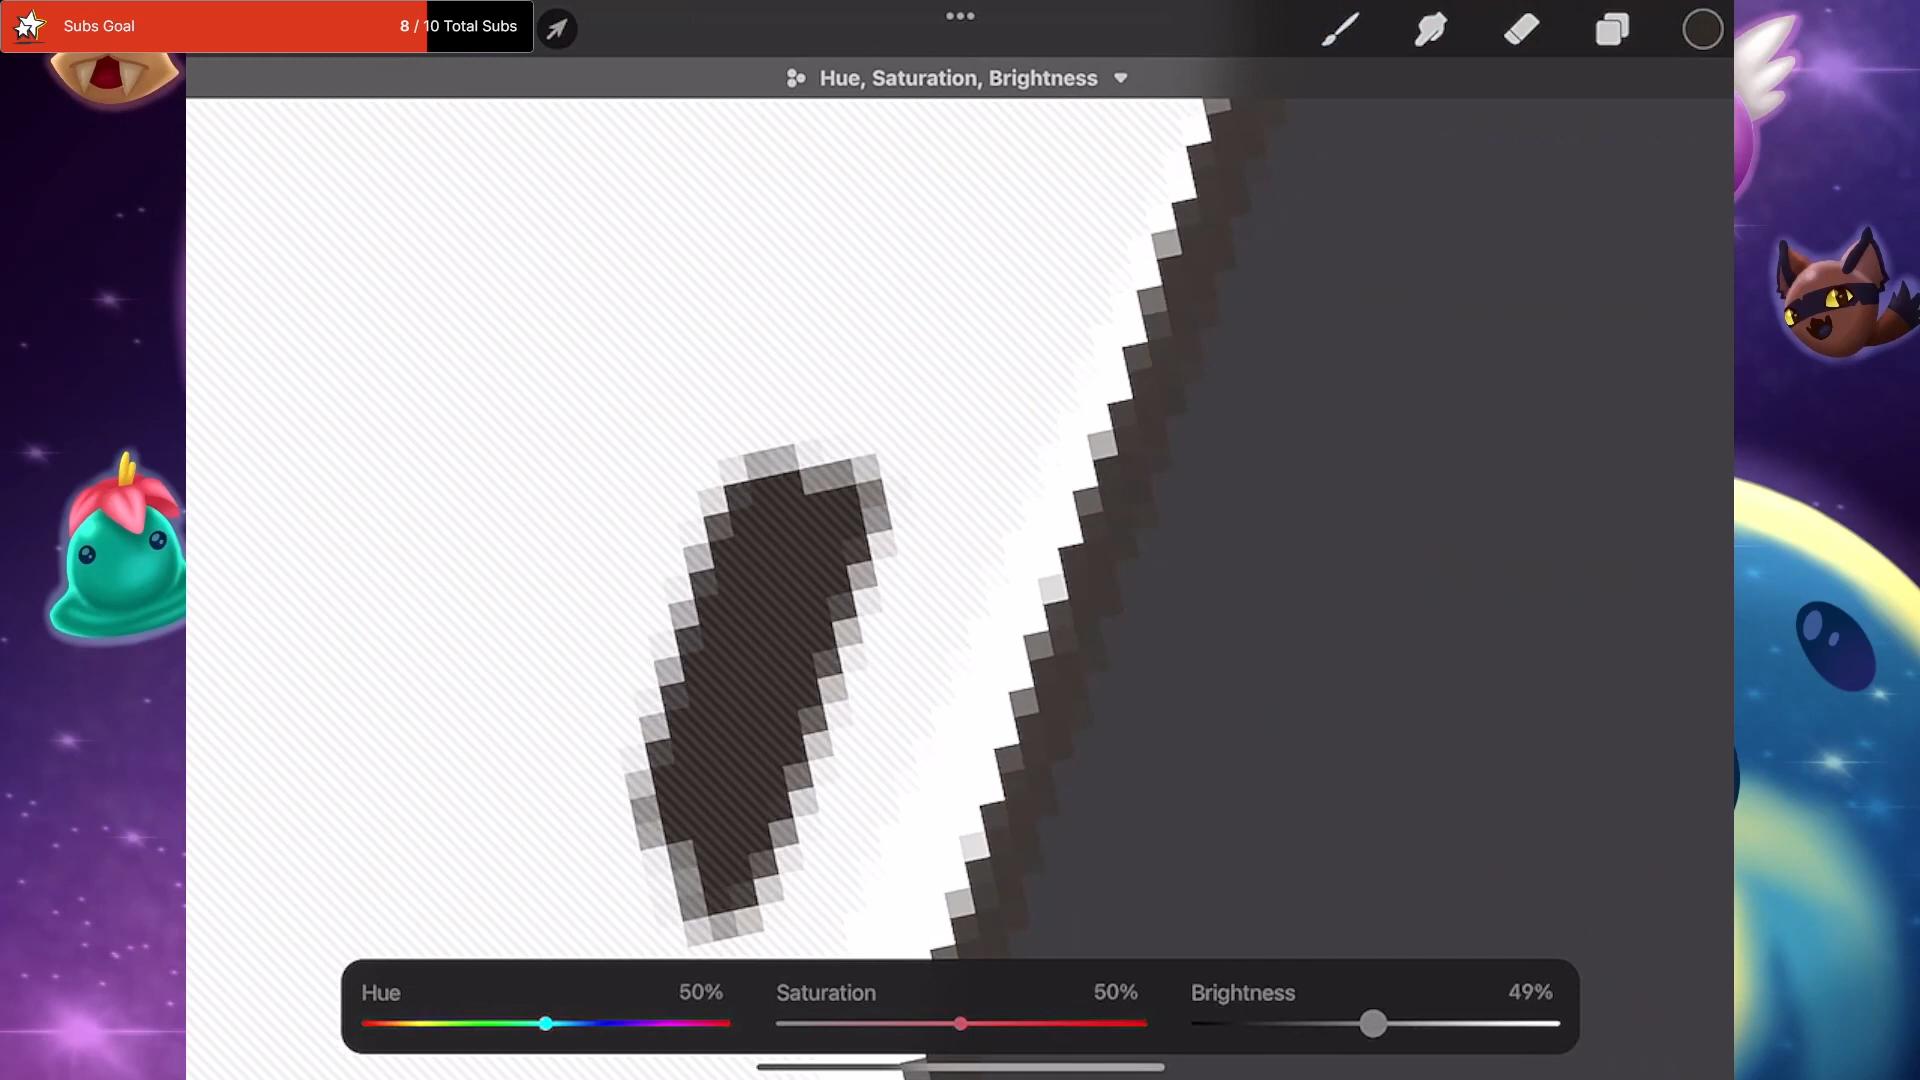 Subs Goal
8 / 10 Total Subs
Hue, Saturation, Brightness
Hue
50%
Saturation
50%
Brightness
49%